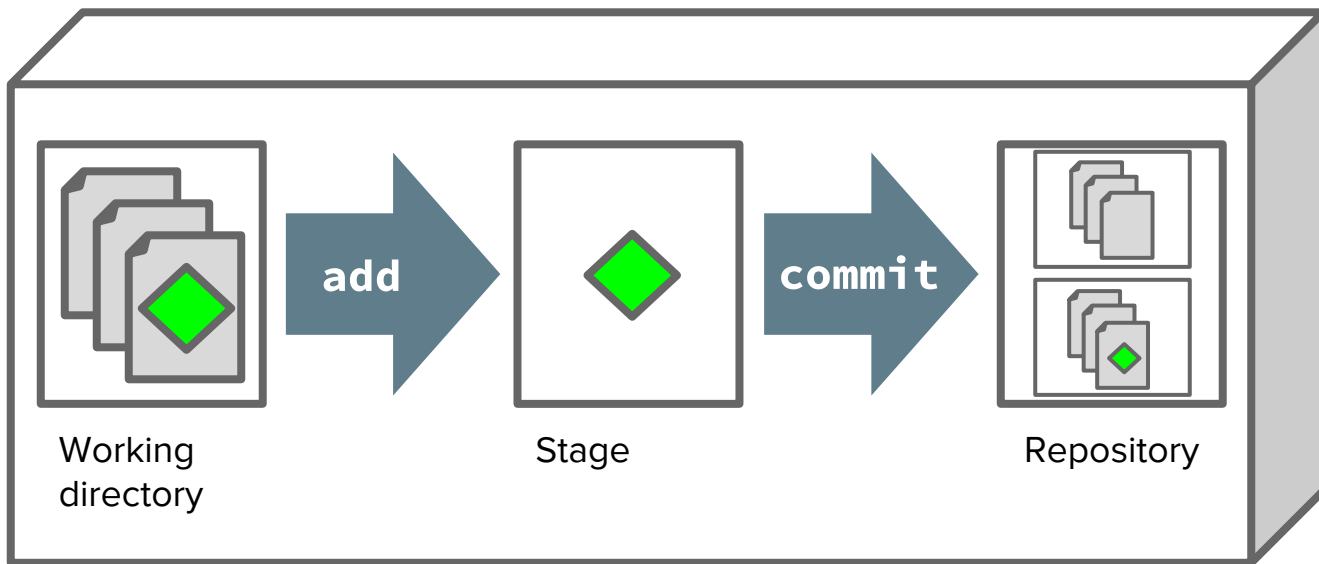 add
commit
Working
directory
Stage
Repository